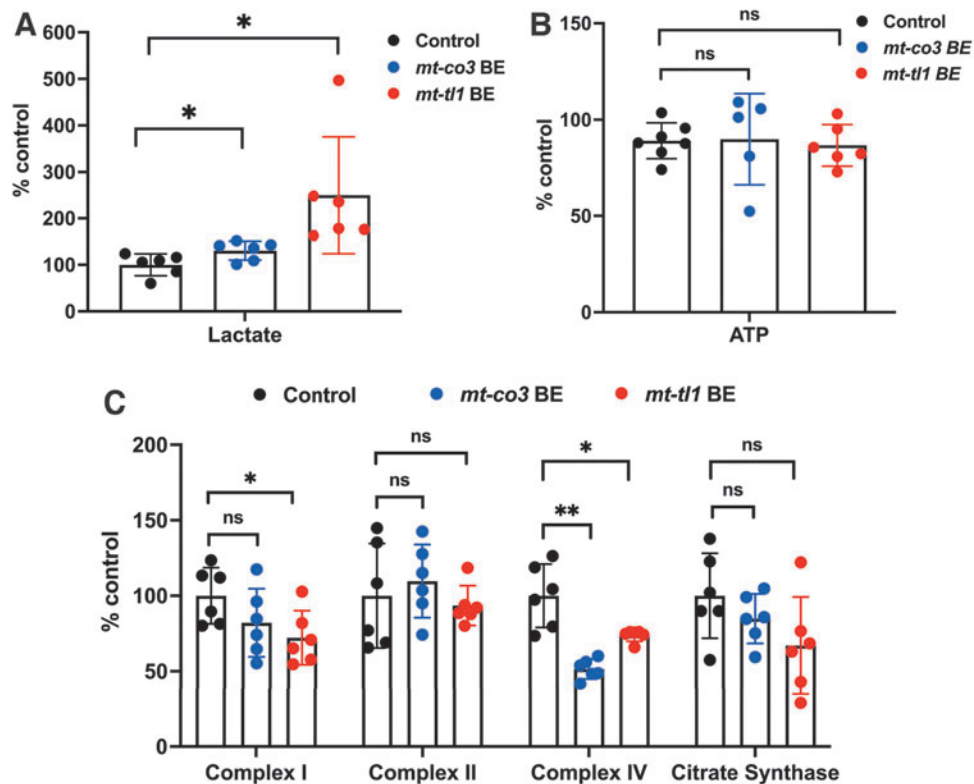 A
600
500
400
300
200
100
0
% control
*
*
Lactate
Control
mt-co3 BE
mt-tl1 BE
B
150
100
50
0
% control
ns
ns
ATP
Control
mt-co3 BE
mt-tl1 BE
C
Control mt-co3 BE mt-tl1 BE
200
150
100
50
0
% control
ns
*
ns
ns
**
*
ns
ns
Complex I Complex II Complex IV Citrate Synthase